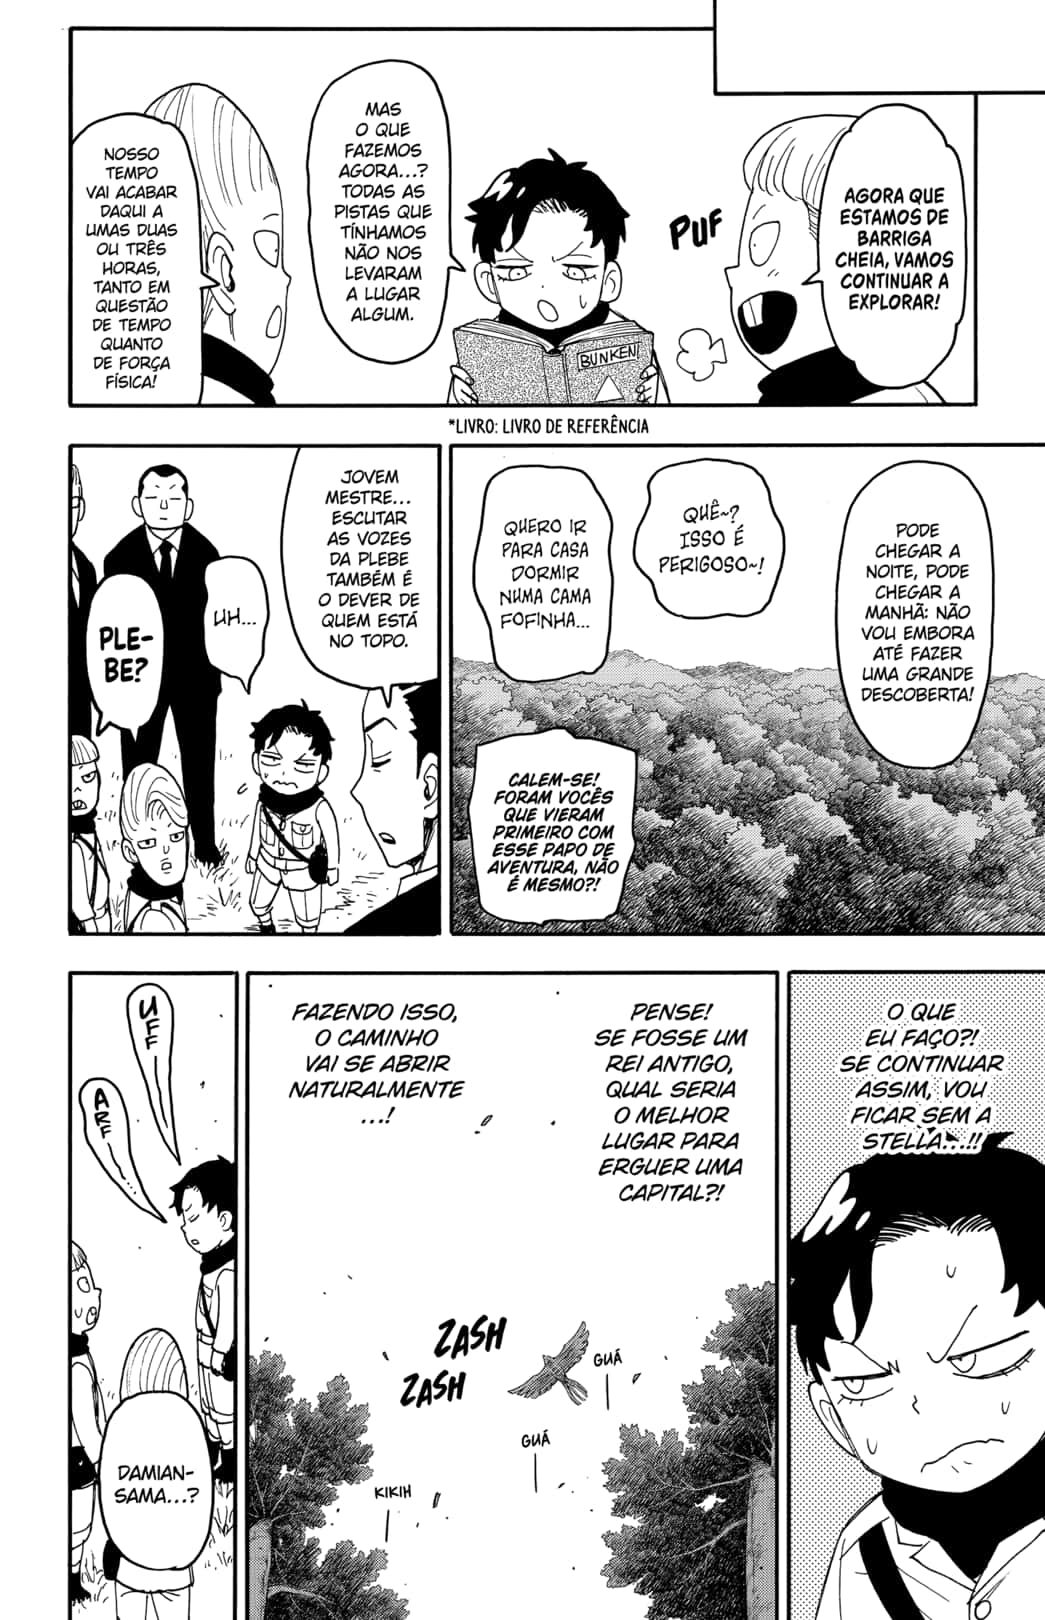 AGORA QUE
ESTAMOS DE
BARRIGA
CHEIA, VAMOS
CONTINUAR A
EXPLORAR!
PUF
MAS
O QUE
FAZEMOS
AGORA...?
TODAS AS
PISTAS QUE
TÍNHAMOS
NÃO NOS
LEVARAM
A LUGAR
ALGUM.
BUNKEN
NOSSO
TEMPO
VAI ACABAR
DAQUI A
UMAS DUAS
OU TRÊS
HORAS,
TANTO EM
QUESTÃO
DE TEMPO
QUANTO
DE FORÇA
FÍSICA!
*LIVRO: LIVRO DE REFERÊNCIA
PODE
CHEGAR A
NOITE, PODE
CHEGAR A
MANHÃ: NÃO
VOU EMBORA
ATÉ FAZER
UMA GRANDE
DESCOBERTA!
QUÊ~?
ISSO É
PERIGOSO~!
QUERO IR
PARA CASA
DORMIR
NUMA CAMA
FOFINHA...
CALEM-SE!
FORAM VOCÊS
QUE VIERAM
PRIMEIRO COM
ESSE PAPO DE
AVENTURA, NÃO
É MESMO?!
JOVEM
MESTRE...
ESCUTAR
AS VOZES
DA PLEBE
TAMBÉM É
O DEVER DE
QUEM ESTÁ
NO TOPO.
UH...
PLE-
BE?
O QUE
EU FAÇO?!
SE CONTINUAR
ASSIM, VOU
FICAR SEM A
STELLA...!!
PENSE!
SE FOSSE UM
REI ANTIGO,
QUAL SERIA
O MELHOR
LUGAR PARA
ERGUER UMA
CAPITAL?!
FAZENDO ISSO,
O CAMINHO
VAI SE ABRIR
NATURALMENTE
...!
ZASH
ZASH
GUÁ
GUÁ
KIKIH
UFF
ARF
DAMIAN-
SAMA...?